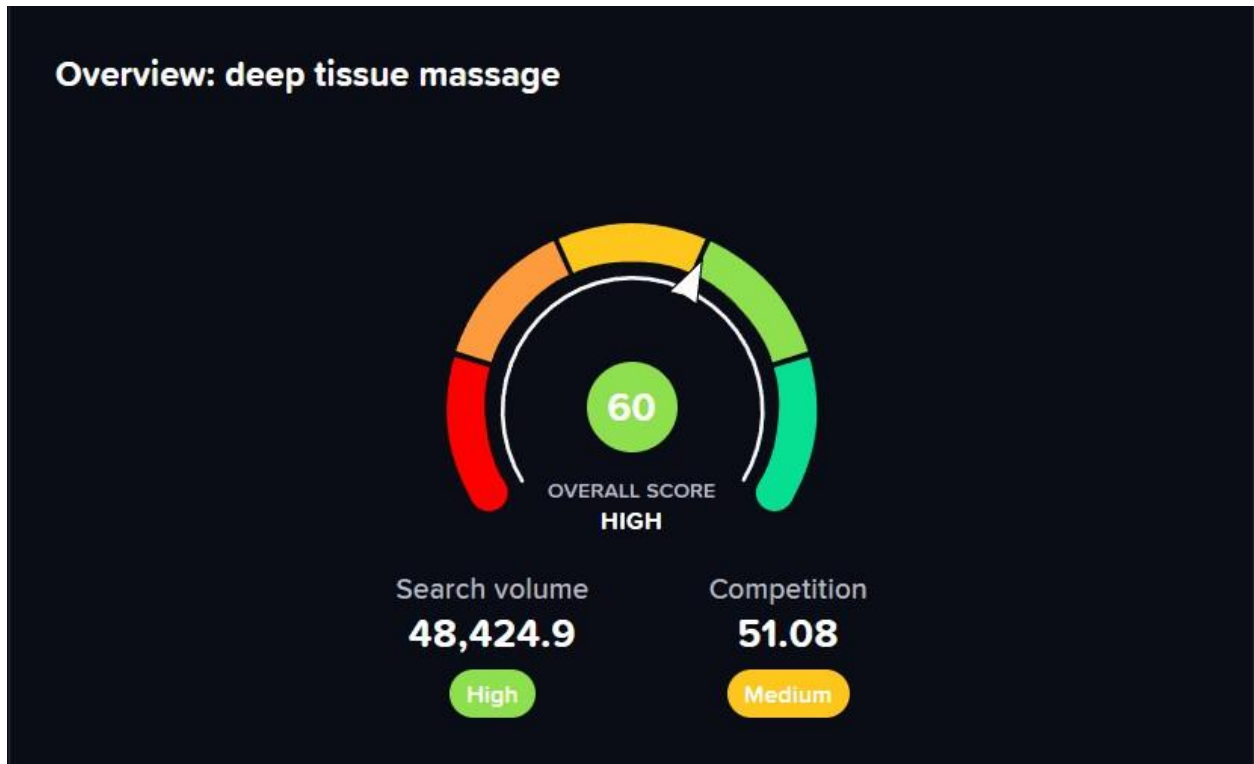 Overview: deep tissue massage
60
OVERALL SCORE
HIGH
Search volume
48,424.9
High
Competition
51.08
Medium